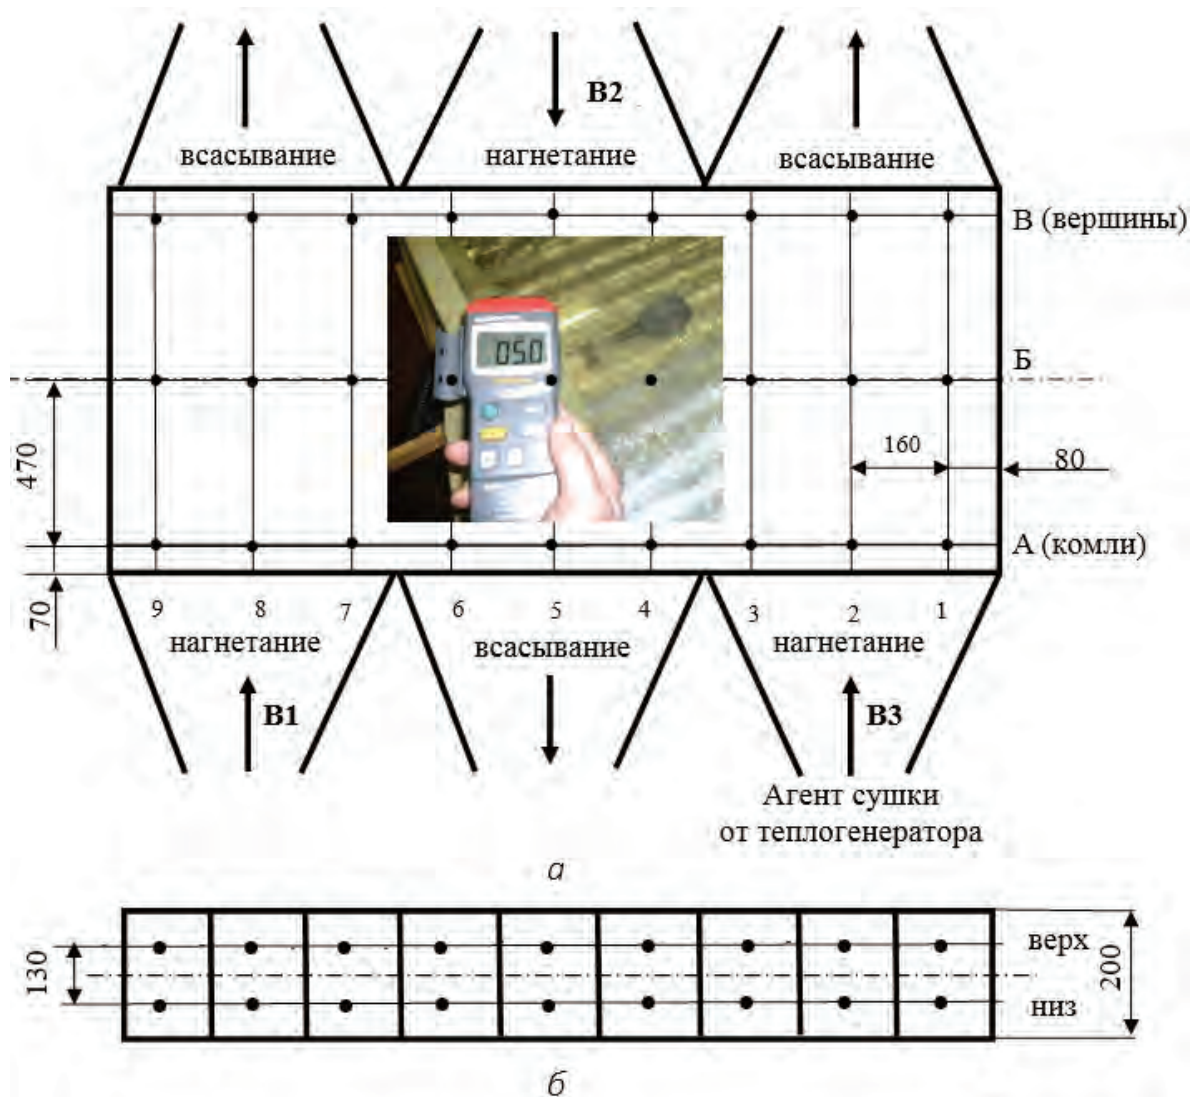 В2
всасывание нагнетание всасывание
В (вершины)
050
Б
470
160
80
А (комли)
70
9 8 7 6 5 4 3 2 1
нагнетание всасывание нагнетание
В1 В3
Агент сушки
от теплогенератора
а
верх
130
200
низ
б